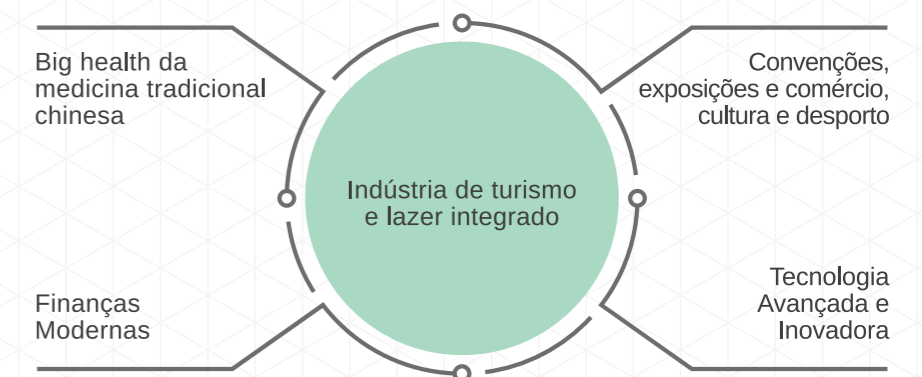 Big health da
medicina tradicional
chinesa
Convenções,
exposições e comércio,
cultura e desporto
Indústria de turismo
e lazer integrado
Finanças
Modernas
Tecnologia
Avançada e
Inovadora